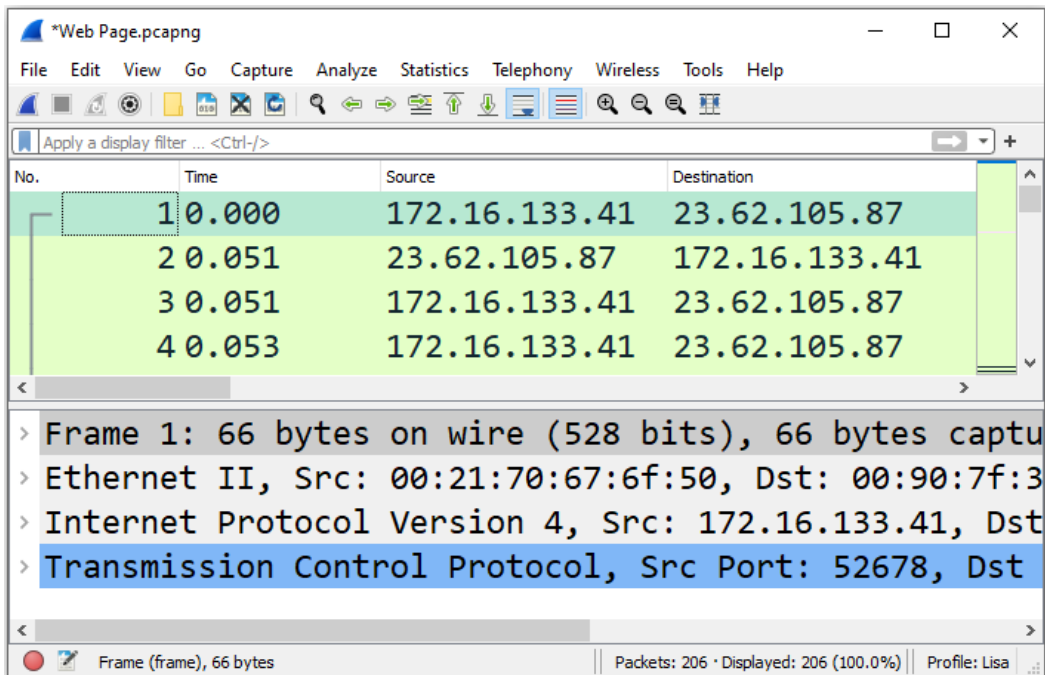 *Web Page.pcapng
File Edit View Go Capture Analyze Statistics Telephony Wireless Tools Help
Apply a display filter ... <Ctrl-/>
No. Time Source Destination
1 0.000 172.16.133.41 23.62.105.87
2 0.051 23.62.105.87 172.16.133.41
3 0.051 172.16.133.41 23.62.105.87
4 0.053 172.16.133.41 23.62.105.87
Frame 1: 66 bytes on wire (528 bits), 66 bytes captu
Ethernet II, Src: 00:21:70:67:6f:50, Dst: 00:90:7f:3
Internet Protocol Version 4, Src: 172.16.133.41, Dst
Transmission Control Protocol, Src Port: 52678, Dst
Frame (frame), 66 bytes Packets: 206 · Displayed: 206 (100.0%) Profile: Lisa